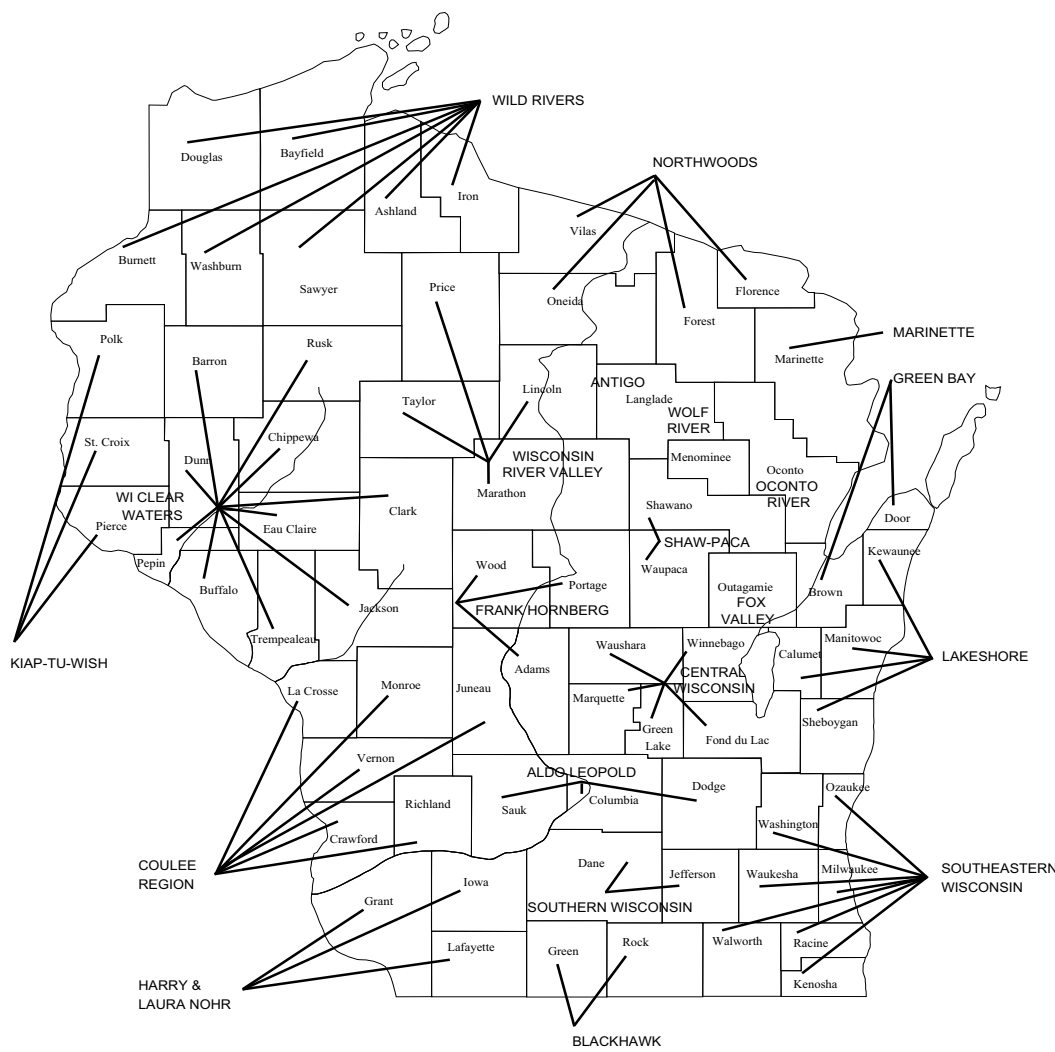 WILD RIVERS
Douglas
Bayfield
NORTHWOODS
Iron
Ashland
Vilas
Burnett
Washburn
Sawyer
Price
Oneida
Florence
Forest
MARINETTE
Polk
Barron
Rusk
Marinette
GREEN BAY
ANTIGO
Lincoln
Langlade
Taylor
WOLF
RIVER
St. Croix
Chippewa
WISCONSIN
RIVER VALLEY
Menominee
Dunn
Oconto
OCONTO
RIVER
WI CLEAR
WATERS
Marathon
Shawano
Pierce
Eau Claire
Clark
Door
SHAW-PACA
Kewaunee
Pepin
Wood
Portage
Waupaca
Buffalo
Outagamie
Brown
FOX
VALLEY
Jackson
FRANK HORNBERG
Trempealeau
Manitowoc
KIAP-TU-WISH
Waushara
Winnebago
Calumet
LAKESHORE
Adams
CENTRAL
WISCONSIN
La Crosse
Monroe
Juneau
Marquette
Sheboygan
Green
Lake
Fond du Lac
Vernon
ALDO LEOPOLD
Dodge
Ozaukee
Richland
Sauk
Columbia
Washington
Crawford
COULEE
REGION
Dane
Jefferson
Waukesha
Milwaukee
SOUTHEASTERN
WISCONSIN
Iowa
Grant
SOUTHERN WISCONSIN
Lafayette
Green
Rock
Walworth
Racine
HARRY &
LAURA NOHR
Kenosha
BLACKHAWK